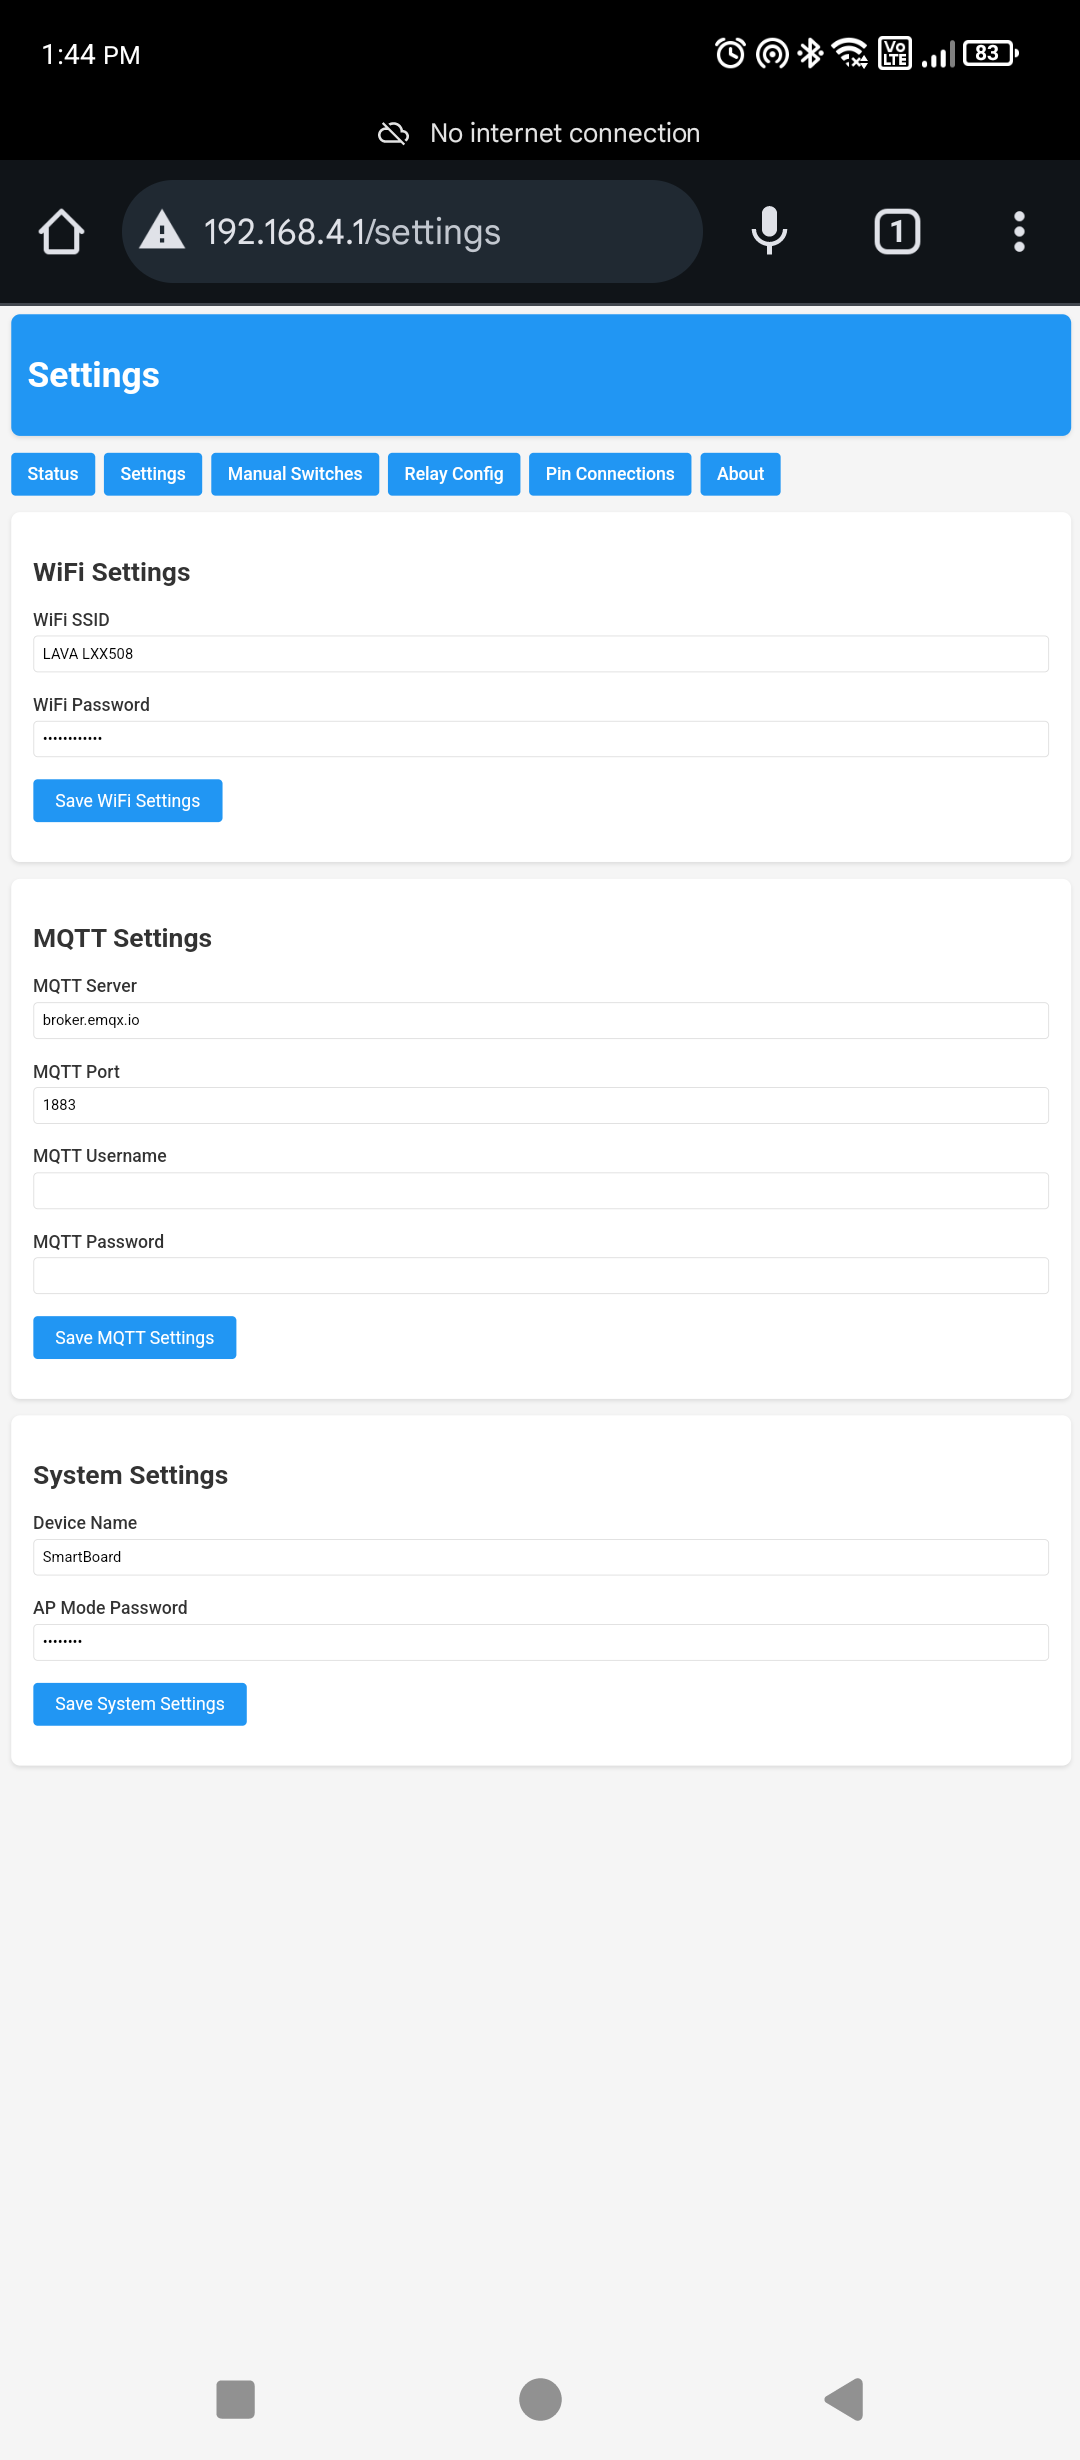 1:44 PM
Vo LTE
83
No internet connection
192.168.4.1/settings
1
Settings
Status Settings Manual Switches Relay Config Pin Connections About
WiFi Settings
WiFi SSID
LAVA LXX508
WiFi Password
••••••••••••
Save WiFi Settings
MQTT Settings
MQTT Server
broker.emqx.io
MQTT Port
1883
MQTT Username
MQTT Password
Save MQTT Settings
System Settings
Device Name
SmartBoard
AP Mode Password
••••••••
Save System Settings